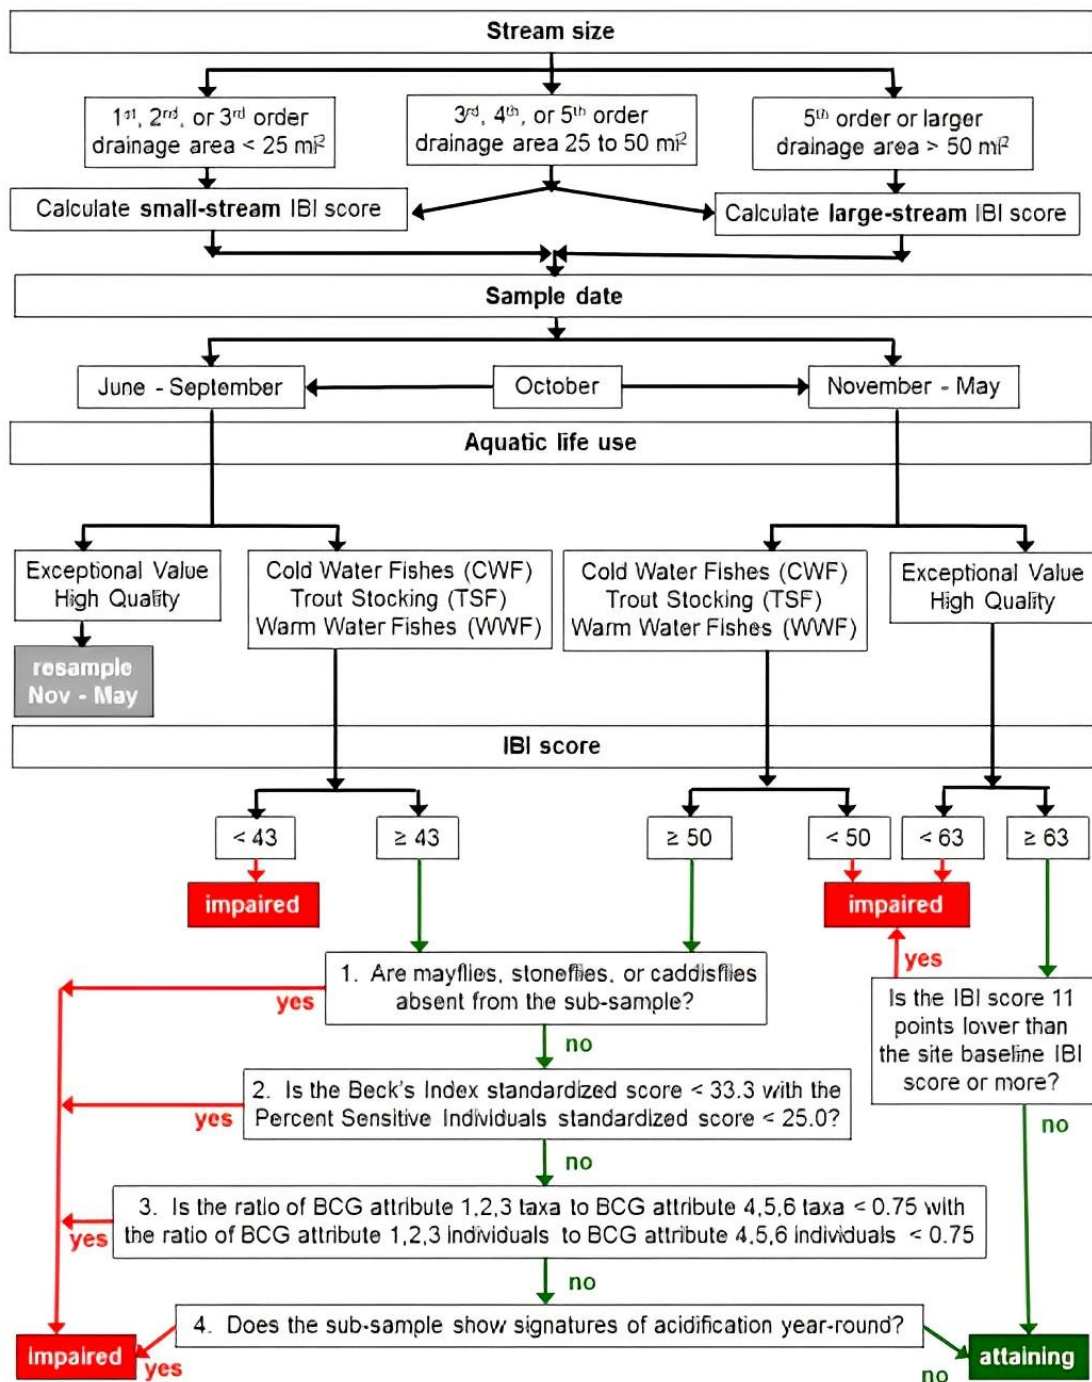 Stream size
1st, 2nd, or 3rd order
drainage area < 25 mi²
3rd, 4th, or 5th order
drainage area 25 to 50 mi²
5th order or larger
drainage area > 50 mi²
Calculate small-stream IBI score
Calculate large-stream IBI score
Sample date
June - September
October
November - May
Aquatic life use
Exceptional Value
High Quality
Cold Water Fishes (CWF)
Trout Stocking (TSF)
Warm Water Fishes (WWF)
Cold Water Fishes (CWF)
Trout Stocking (TSF)
Warm Water Fishes (WWF)
Exceptional Value
High Quality
resample
Nov - May
IBI score
< 43
≥ 43
≥ 50
< 50
< 63
≥ 63
impaired
impaired
1. Are mayflies, stoneflies, or caddisflies
absent from the sub-sample?
yes
no
yes
Is the IBI score 11
points lower than
the site baseline IBI
score or more?
no
2. Is the Beck's Index standardized score < 33.3 with the
Percent Sensitive Individuals standardized score < 25.0?
yes
no
3. Is the ratio of BCG attribute 1,2,3 taxa to BCG attribute 4,5,6 taxa < 0.75 with
the ratio of BCG attribute 1,2,3 individuals to BCG attribute 4,5,6 individuals < 0.75
yes
no
4. Does the sub-sample show signatures of acidification year-round?
impaired
yes
no
attaining